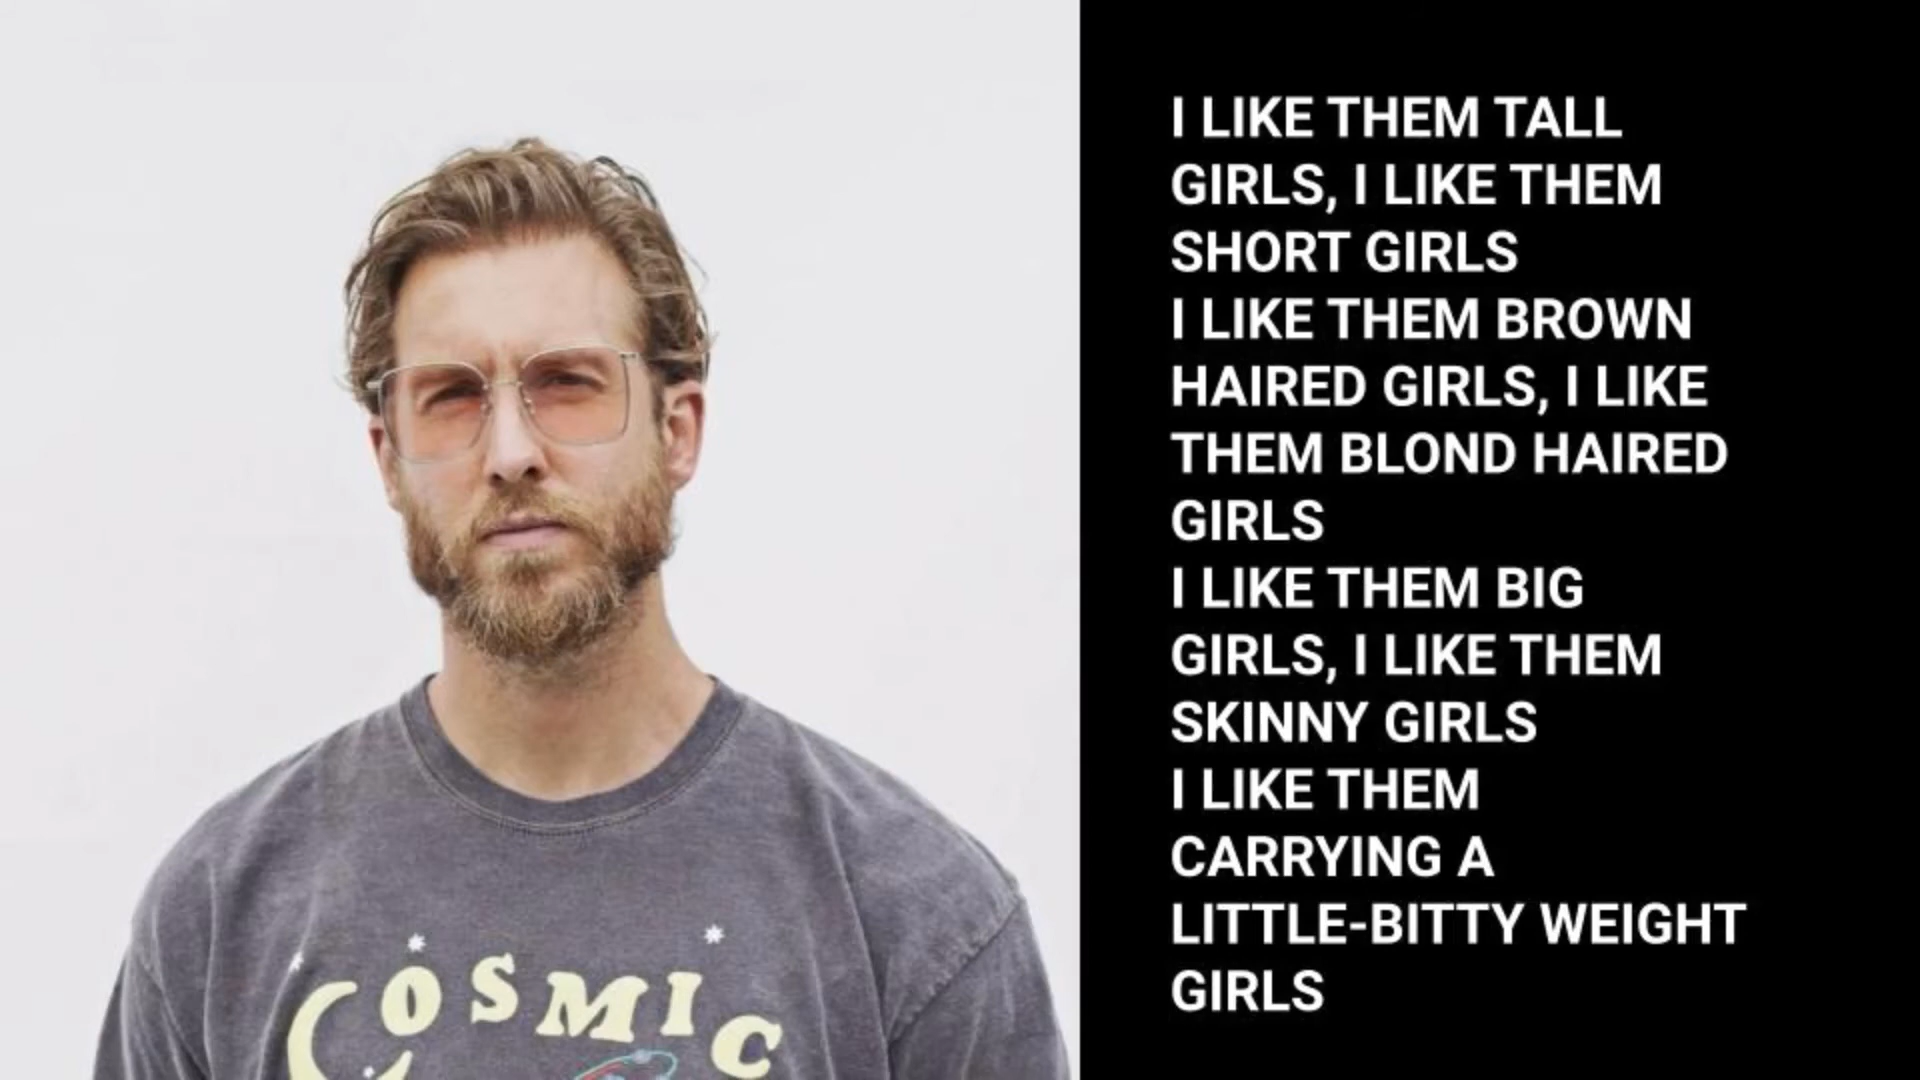 I LIKE THEM TALL
GIRLS, I LIKE THEM
SHORT GIRLS
I LIKE THEM BROWN
HAIRED GIRLS, I LIKE
THEM BLOND HAIRED
GIRLS
I LIKE THEM BIG
GIRLS, I LIKE THEM
SKINNY GIRLS
I LIKE THEM
CARRYING A
LITTLE-BITTY WEIGHT
GIRLS
COSMIC